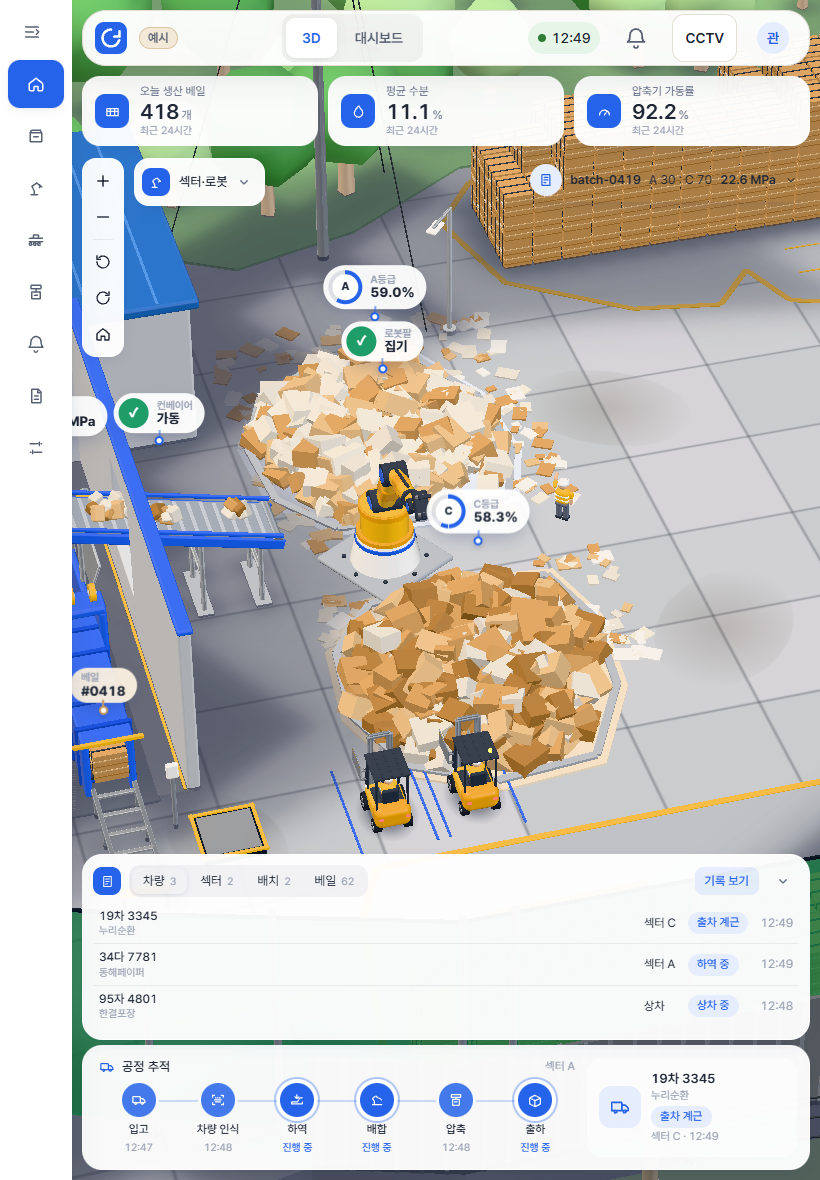 예시
3D
대시보드
12:49
CCTV
관
오늘 생산 베일
418개
최근 24시간
평균 수분
11.1%
최근 24시간
압축기 가동률
92.2%
최근 24시간
섹터·로봇
batch-0419 A 30 : C 70 22.6 MPa
A
A등급
59.0%
로봇팔
집기
MPa
컨베이어
가동
C
C등급
58.3%
베일
#0418
차량 3
섹터 2
배치 2
베일 62
기록 보기
19차 3345
누리순환
섹터 C
출차 계근
12:49
34다 7781
동해페이퍼
섹터 A
하역 중
12:49
95자 4801
한결포장
상차
상차 중
12:48
공정 추적
섹터 A
입고
12:47
차량 인식
12:48
하역
진행 중
배합
진행 중
압축
12:48
출하
진행 중
19차 3345
누리순환
출차 계근
섹터 C · 12:49